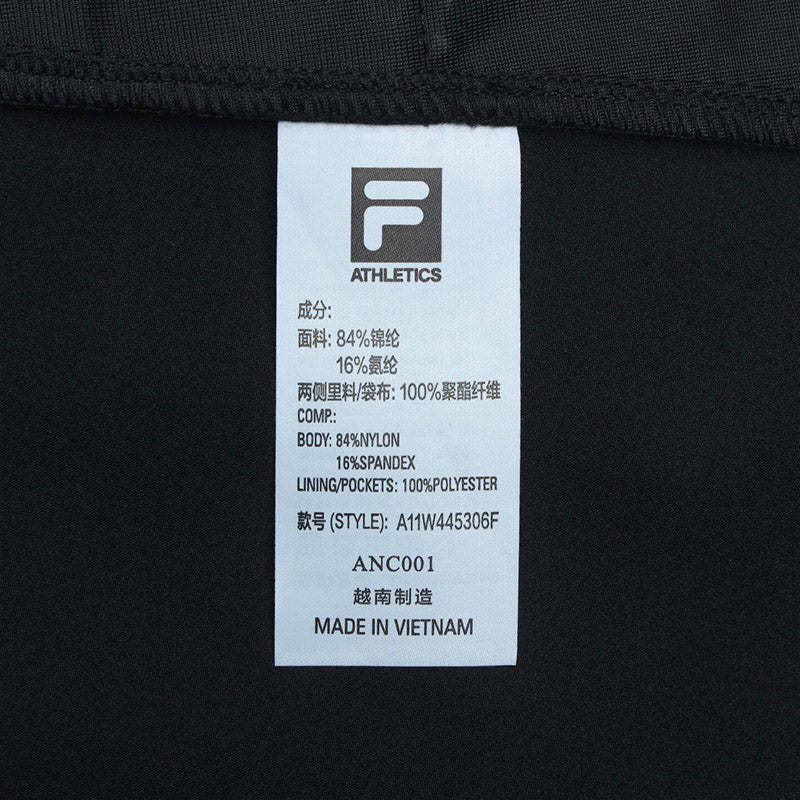 F
ATHLETICS
成分:
面料: 84%锦纶
16%氨纶
两侧里料/袋布: 100%聚酯纤维
COMP.:
BODY: 84%NYLON
16%SPANDEX
LINING/POCKETS: 100%POLYESTER
款号(STYLE): A11W445306F
ANC001
越南制造
MADE IN VIETNAM